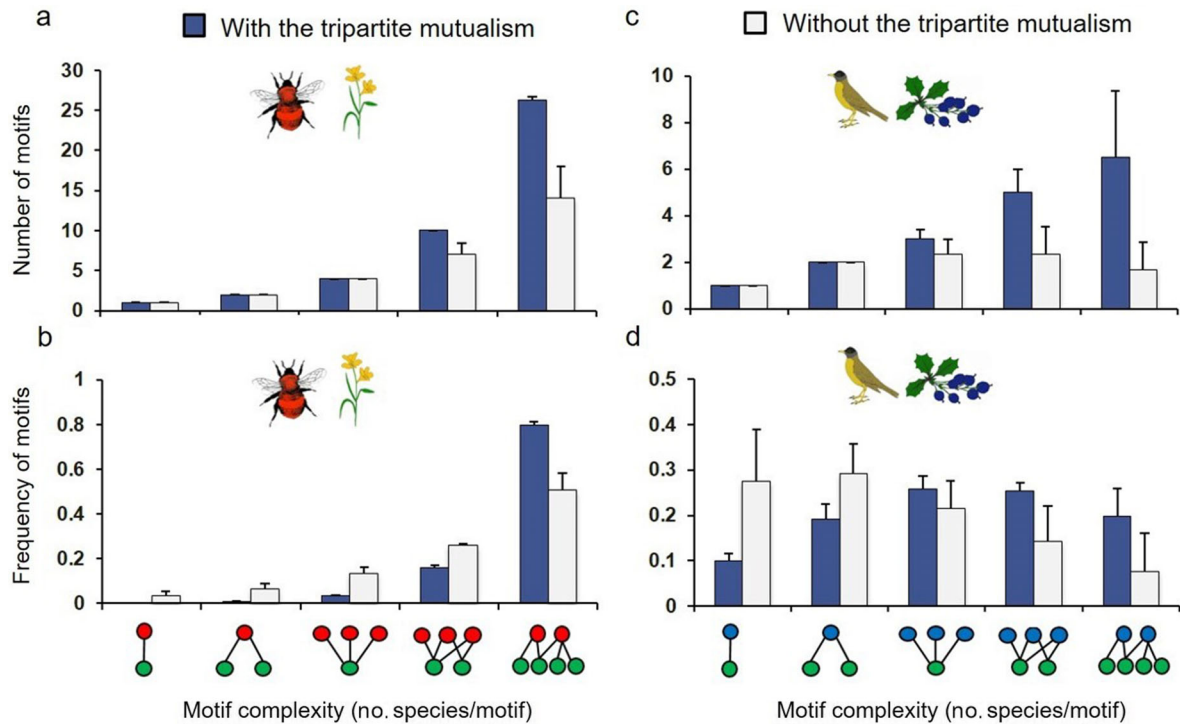 a
With the tripartite mutualism
c
Without the tripartite mutualism
Number of motifs
30
25
20
15
10
5
0
10
8
6
4
2
0
b
d
Frequency of motifs
1
0.8
0.6
0.4
0.2
0
0.5
0.4
0.3
0.2
0.1
0
Motif complexity (no. species/motif)
Motif complexity (no. species/motif)